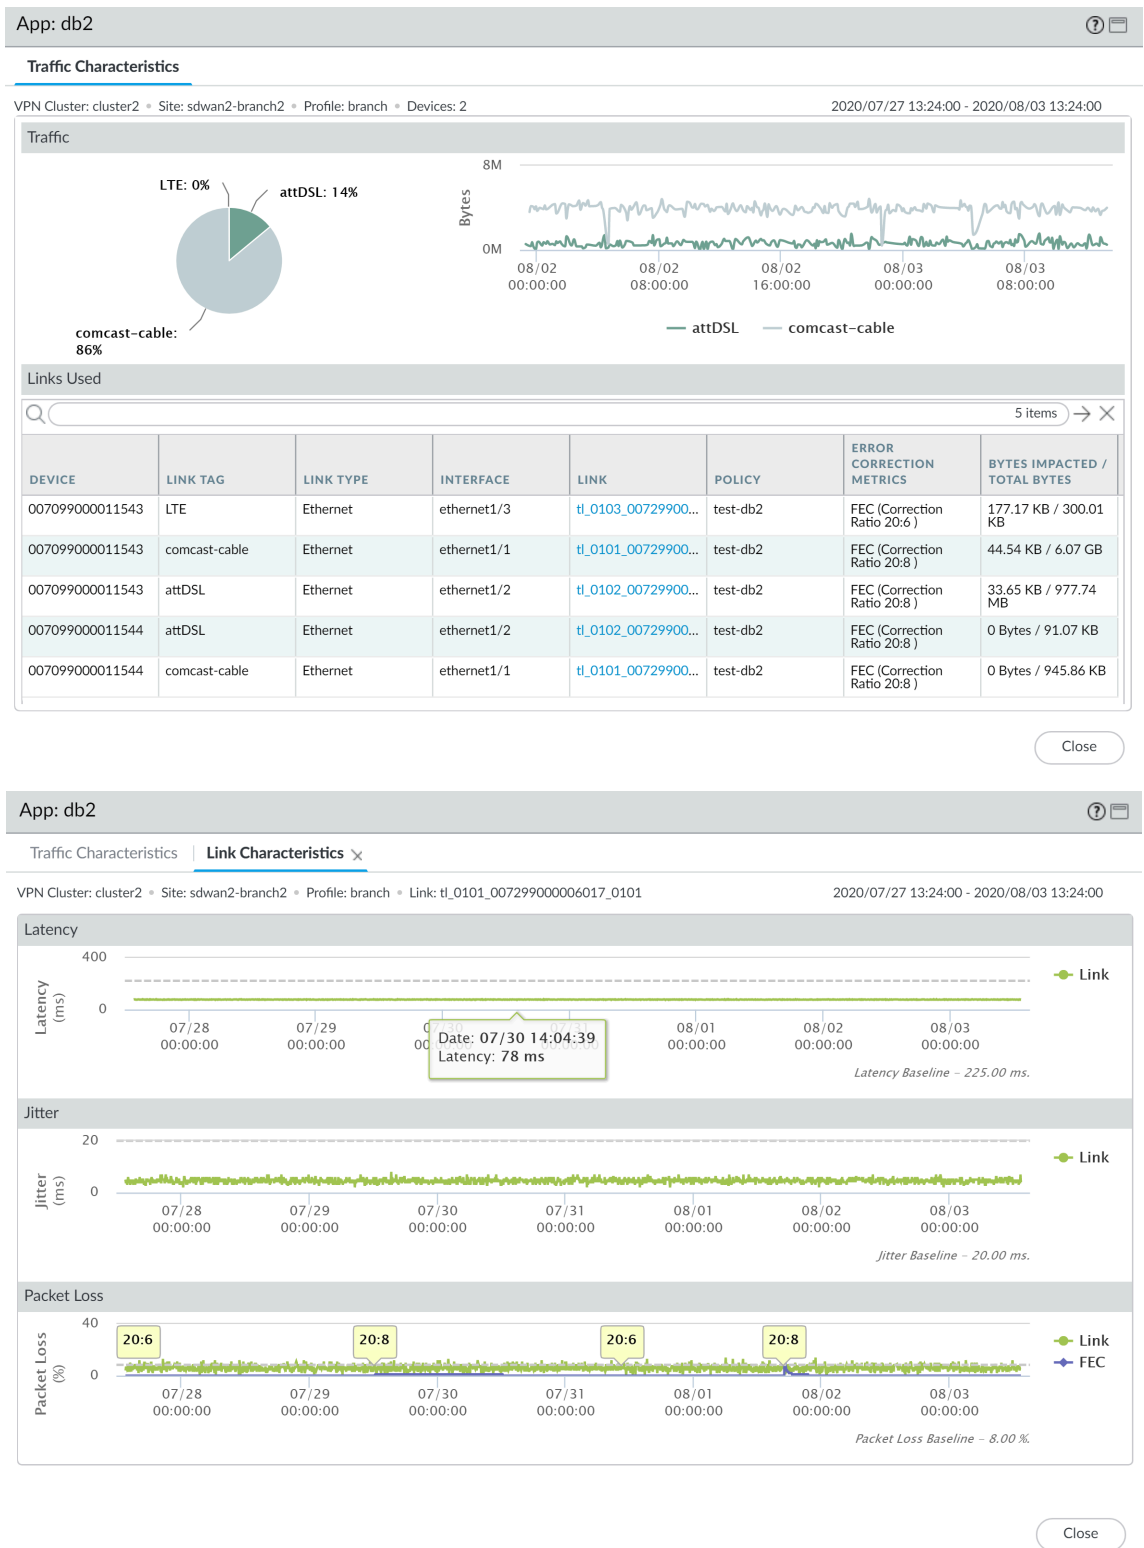 App: db2
Traffic Characteristics
VPN Cluster: cluster2 • Site: sdwan2-branch2 • Profile: branch • Devices: 2
2020/07/27 13:24:00 - 2020/08/03 13:24:00
Traffic
LTE: 0%
attDSL: 14%
comcast-cable:
86%
8M
Bytes
0M
08/02 08/02 08/02 08/03 08/03
00:00:00 08:00:00 16:00:00 00:00:00 08:00:00
attDSL comcast-cable
Links Used
5 items
DEVICE LINK TAG LINK TYPE INTERFACE LINK POLICY ERROR CORRECTION METRICS BYTES IMPACTED / TOTAL BYTES
007099000011543 LTE Ethernet ethernet1/3 tl_0103_00729900... test-db2 FEC (Correction Ratio 20:6 ) 177.17 KB / 300.01 KB
007099000011543 comcast-cable Ethernet ethernet1/1 tl_0101_00729900... test-db2 FEC (Correction Ratio 20:8 ) 44.54 KB / 6.07 GB
007099000011543 attDSL Ethernet ethernet1/2 tl_0102_00729900... test-db2 FEC (Correction Ratio 20:8 ) 33.65 KB / 977.74 MB
007099000011544 attDSL Ethernet ethernet1/2 tl_0102_00729900... test-db2 FEC (Correction Ratio 20:8 ) 0 Bytes / 91.07 KB
007099000011544 comcast-cable Ethernet ethernet1/1 tl_0101_00729900... test-db2 FEC (Correction Ratio 20:8 ) 0 Bytes / 945.86 KB
Close
App: db2
Traffic Characteristics Link Characteristics
VPN Cluster: cluster2 • Site: sdwan2-branch2 • Profile: branch • Link: tl_0101_007299000006017_0101
2020/07/27 13:24:00 - 2020/08/03 13:24:00
Latency
400
Latency
(ms)
0
Link
07/28 07/29 07/30 07/31 08/01 08/02 08/03
00:00:00 00:00:00 00:00:00 00:00:00 00:00:00 00:00:00
Date: 07/30 14:04:39
Latency: 78 ms
Latency Baseline – 225.00 ms.
Jitter
20
Jitter
(ms)
0
Link
07/28 07/29 07/30 07/31 08/01 08/02 08/03
00:00:00 00:00:00 00:00:00 00:00:00 00:00:00 00:00:00 00:00:00
Jitter Baseline – 20.00 ms.
Packet Loss
40
Packet Loss
(%)
0
20:6 20:8 20:6 20:8
Link
FEC
07/28 07/29 07/30 07/31 08/01 08/02 08/03
00:00:00 00:00:00 00:00:00 00:00:00 00:00:00 00:00:00 00:00:00
Packet Loss Baseline – 8.00 %.
Close